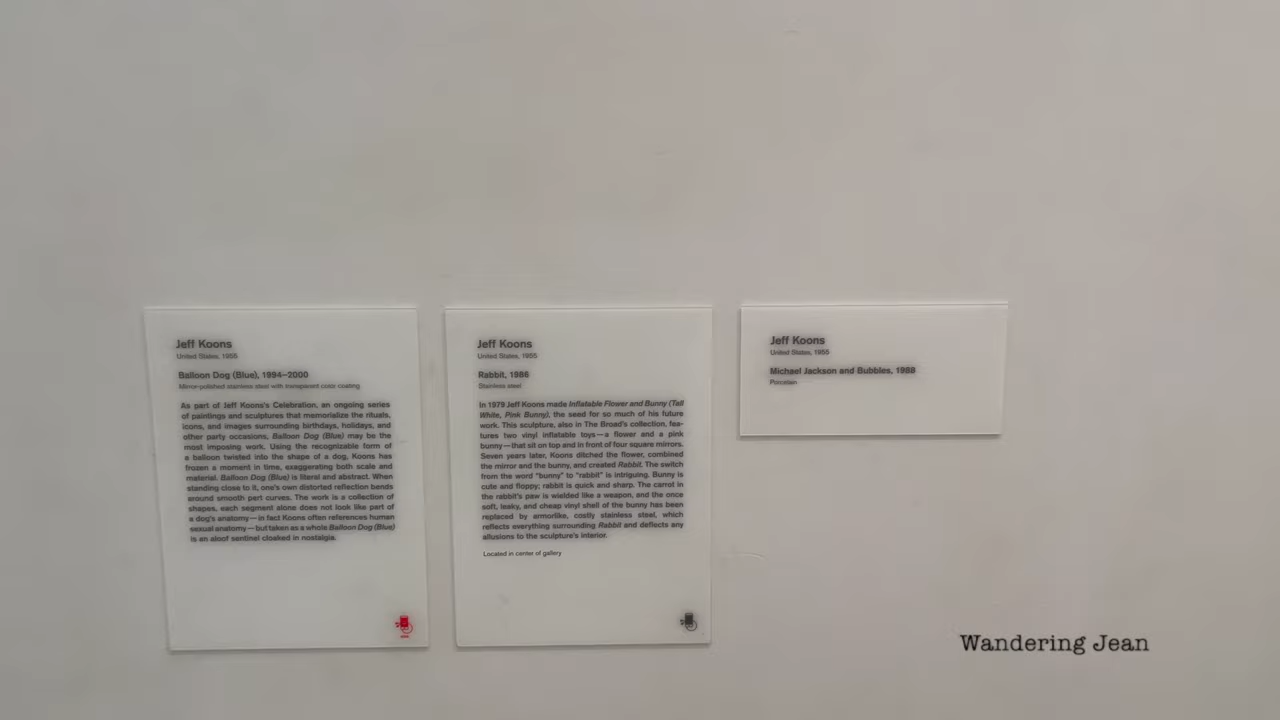 Jeff Koons
United States, 1955
Balloon Dog (Blue), 1994–2000
Mirror-polished stainless steel with transparent color coating
As part of Jeff Koons's Celebration, an ongoing series
of paintings and sculptures that memorialize the rituals,
icons, and images surrounding birthdays, holidays, and
other party occasions, Balloon Dog (Blue) may be the
most imposing work. Using the recognizable form of
a balloon twisted into the shape of a dog, Koons has
frozen a moment in time, exaggerating both scale and
material. Balloon Dog (Blue) is literal and abstract. When
standing close to it, one's own distorted reflection bends
around smooth part curves. The work is a collection of
shapes, each segment alone does not look like part of
a dog's anatomy—in fact Koons often references human
sexual anatomy—but taken as a whole Balloon Dog (Blue)
is an aloof sentinel cloaked in nostalgia.
Jeff Koons
United States, 1955
Rabbit, 1986
Stainless steel
In 1979 Jeff Koons made Inflatable Flower and Bunny (Tall
White, Pink Bunny), the seed for so much of his future
work. This sculpture, also in The Broad's collection, fea-
tures two vinyl inflatable toys—a flower and a pink
bunny—that sit on top and in front of four square mirrors.
Seven years later, Koons ditched the flower, combined
the mirror and the bunny, and created Rabbit. The switch
from the word "bunny" to "rabbit" is intriguing. Bunny is
cute and floppy; rabbit is quick and sharp. The carrot in
the rabbit's paw is wielded like a weapon, and the once
soft, leaky, and cheap vinyl shell of the bunny has been
replaced by armorlike, costly stainless steel, which
reflects everything surrounding Rabbit and deflects any
allusions to the sculpture's interior.
Located in center of gallery
Jeff Koons
United States, 1955
Michael Jackson and Bubbles, 1988
Porcelain
Wandering Jean